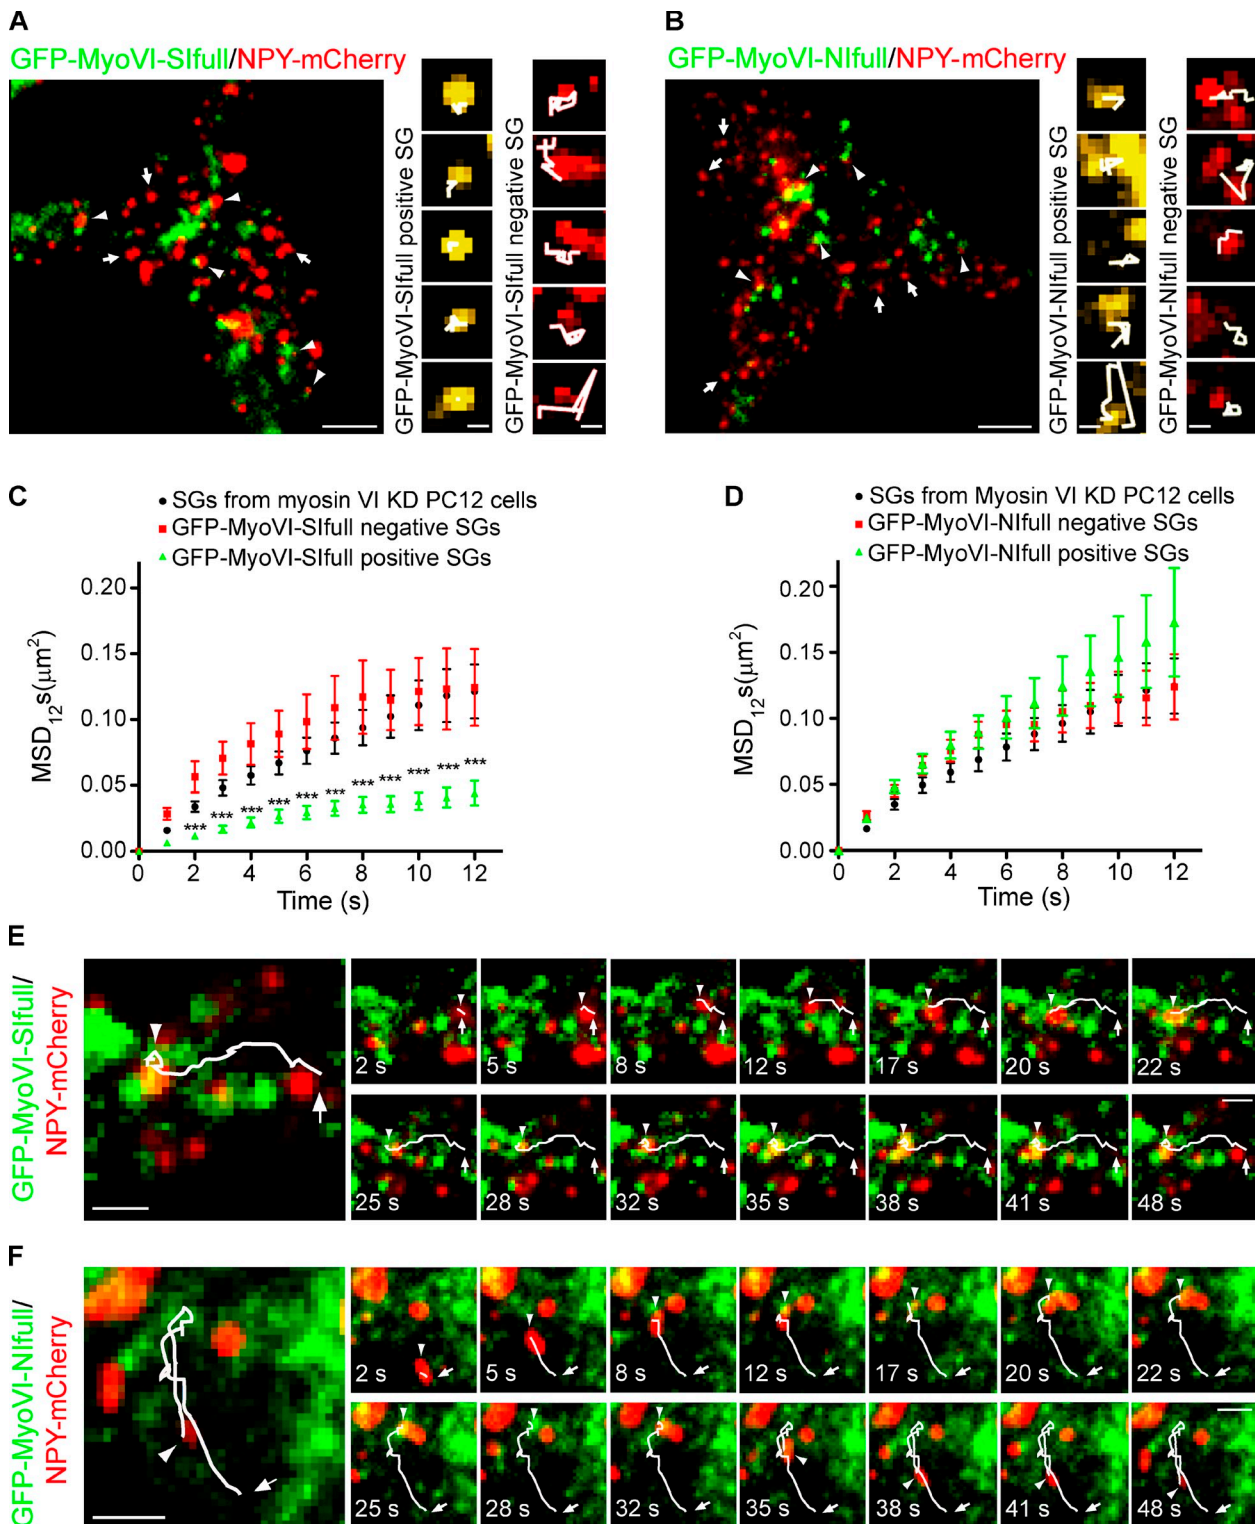 A
GFP-MyoVI-SIfull/NPY-mCherry
GFP-MyoVI-SIfull positive SG
GFP-MyoVI-SIfull negative SG
B
GFP-MyoVI-NIfull/NPY-mCherry
GFP-MyoVI-NIfull positive SG
GFP-MyoVI-NIfull negative SG
C
SGs from myosin VI KD PC12 cells
GFP-MyoVI-SIfull negative SGs
GFP-MyoVI-SIfull positive SGs
MSD12s(μm²)
0.20
0.15
0.10
0.05
0.00
*** *** *** *** *** *** *** *** *** *** ***
0 2 4 6 8 10 12
Time (s)
D
SGs from Myosin VI KD PC12 cells
GFP-MyoVI-NIfull negative SGs
GFP-MyoVI-NIfull positive SGs
MSD12s(μm²)
0.20
0.15
0.10
0.05
0.00
0 2 4 6 8 10 12
Time (s)
E
GFP-MyoVI-SIfull/
NPY-mCherry
2 s 5 s 8 s 12 s 17 s 20 s 22 s
25 s 28 s 32 s 35 s 38 s 41 s 48 s
F
GFP-MyoVI-NIfull/
NPY-mCherry
2 s 5 s 8 s 12 s 17 s 20 s 22 s
25 s 28 s 32 s 35 s 38 s 41 s 48 s